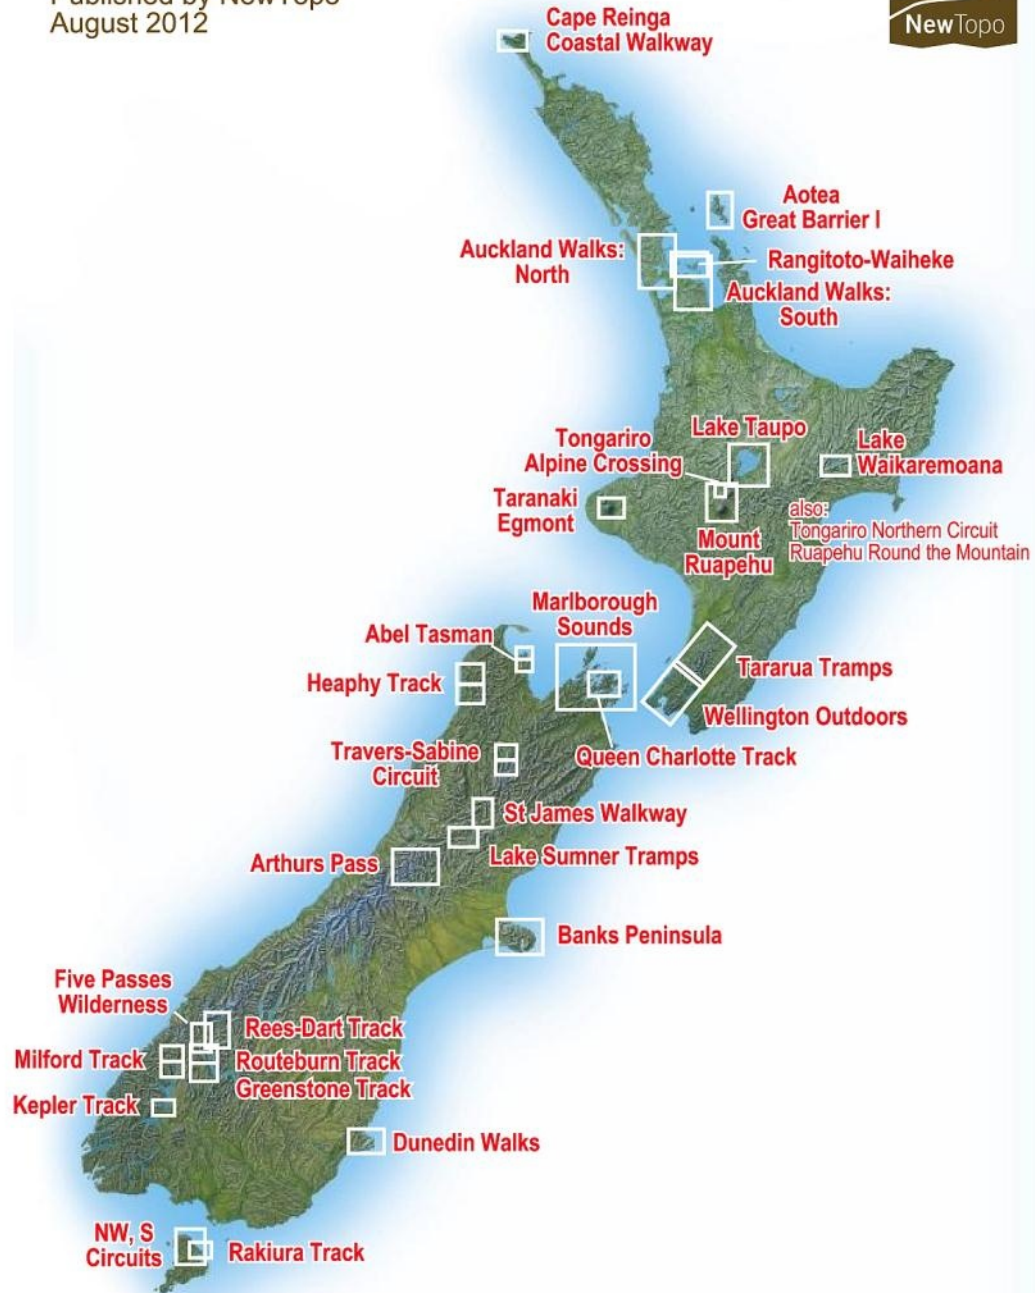 Published by NewTopo
August 2012
NewTopo
Cape Reinga
Coastal Walkway
Aotea
Great Barrier I
Auckland Walks:
North
Rangitoto-Waiheke
Auckland Walks:
South
Lake Taupo
Tongariro
Alpine Crossing
Lake
Waikaremoana
Taranaki
Egmont
also:
Tongariro Northern Circuit
Ruapehu Round the Mountain
Mount
Ruapehu
Marlborough
Sounds
Abel Tasman
Heaphy Track
Tararua Tramps
Wellington Outdoors
Queen Charlotte Track
Travers-Sabine
Circuit
St James Walkway
Lake Sumner Tramps
Arthurs Pass
Banks Peninsula
Five Passes
Wilderness
Rees-Dart Track
Milford Track
Routeburn Track
Greenstone Track
Kepler Track
Dunedin Walks
NW, S
Circuits
Rakiura Track